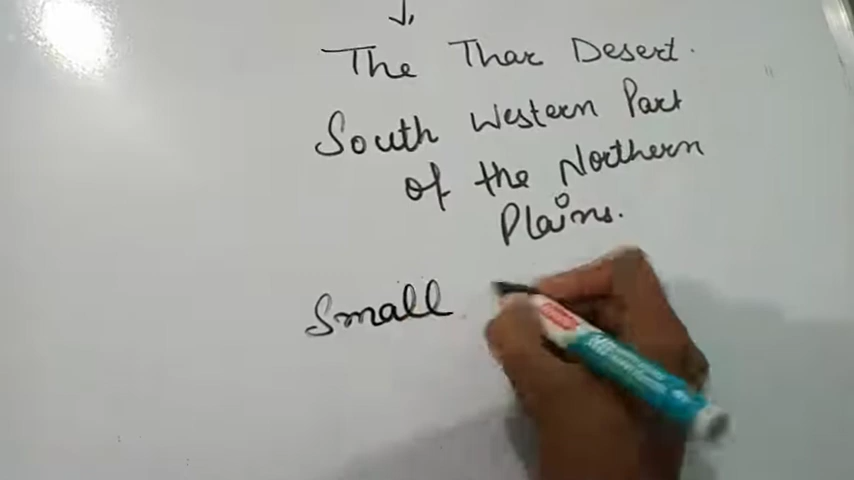 The Thar Desert.
South Western Part
of the Northern
Plains.
Small